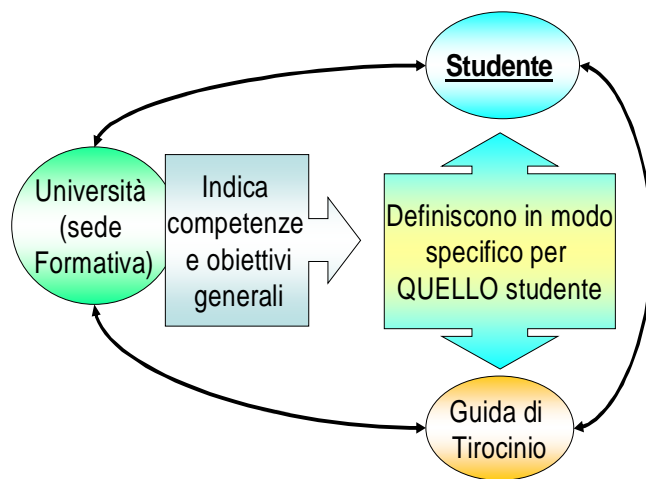 Studente
Università
(sede
Formativa)
Indica
competenze
e obiettivi
generali
Definiscono in modo
specifico per
QUELLO studente
Guida di
Tirocinio